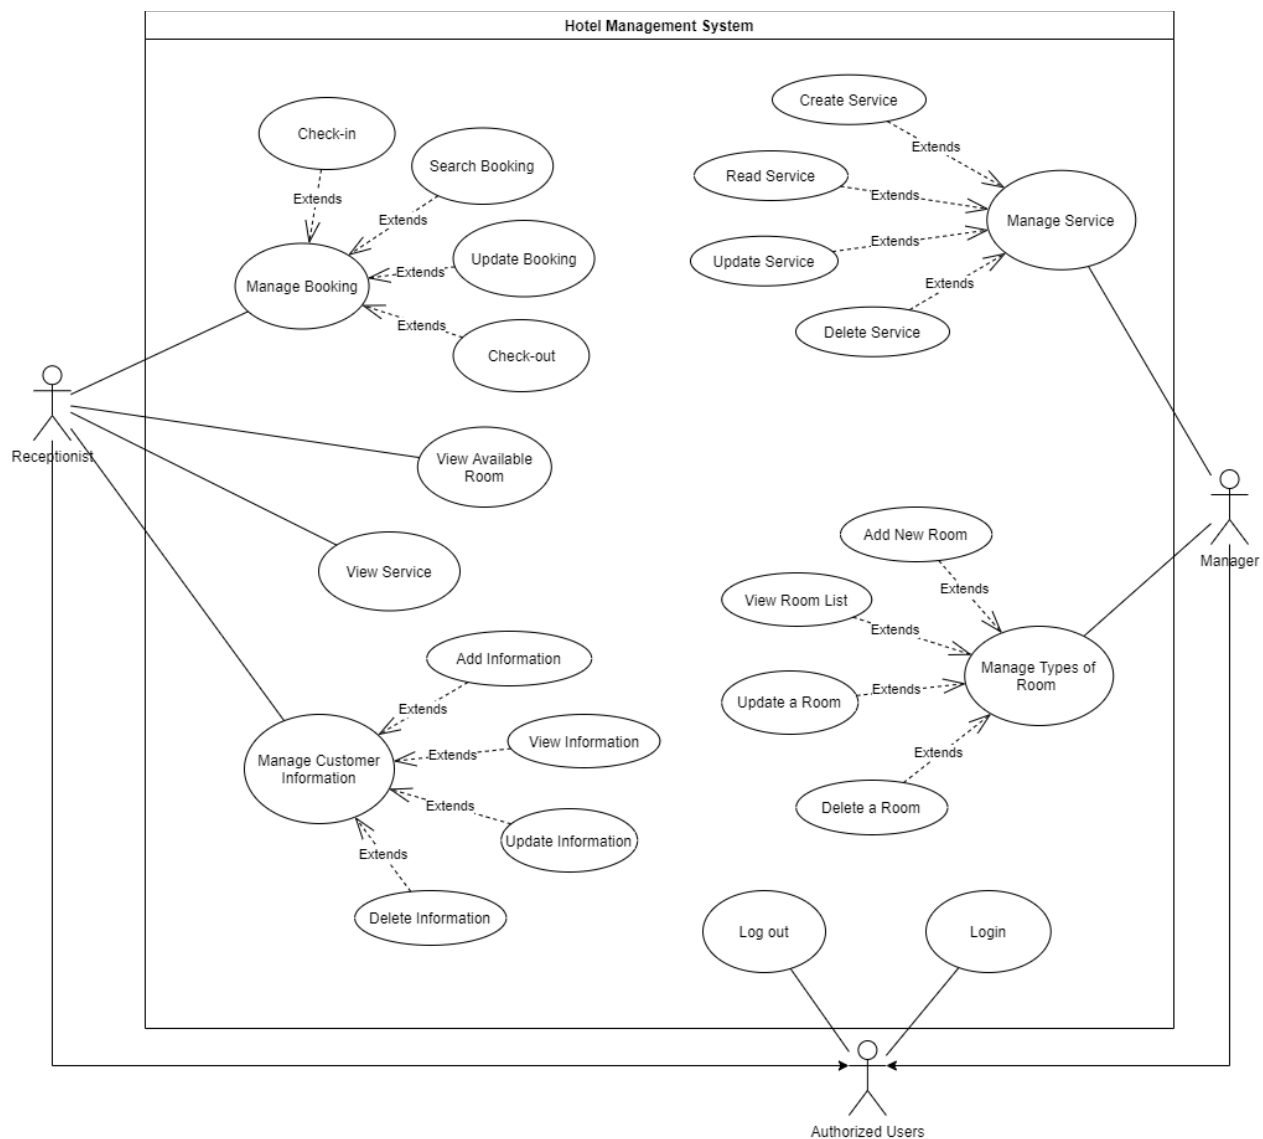 Hotel Management System
Check-in
Extends
Search Booking
Extends
Update Booking
Extends
Manage Booking
Extends
Check-out
Create Service
Extends
Read Service
Extends
Manage Service
Update Service
Extends
Extends
Delete Service
Receptionist
View Available
Room
View Service
Manager
Add New Room
Extends
View Room List
Extends
Manage Types of
Room
Update a Room
Extends
Extends
Delete a Room
Add Information
Extends
View Information
Extends
Manage Customer
Information
Extends
Update Information
Extends
Delete Information
Log out
Login
Authorized Users